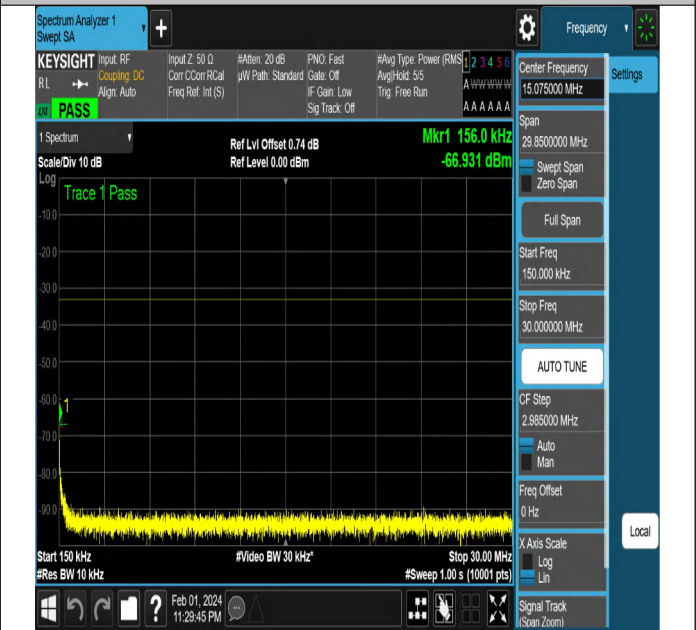 Spectrum Analyzer 1
Swept SA
+
Frequency
KEYSIGHT
RL
PASS
Input: RF
Coupling: DC
Align: Auto
Input Z: 50 Ω
Corr CCorr RCal
Freq Ref: Int (S)
#Atten: 20 dB
µW Path: Standard
PNO: Fast
Gate: Off
IF Gain: Low
Sig Track: Off
#Avg Type: Power (RMS
Avg|Hold: 5/5
Trig: Free Run
1 2 3 4 5 6
A W W W W W
A A A A A A
1 Spectrum
Scale/Div 10 dB
Ref Lvl Offset 0.74 dB
Ref Level 0.00 dBm
Mkr1 156.0 kHz
-66.931 dBm
Log
Trace 1 Pass
-10.0
-20.0
-30.0
-40.0
-50.0
-60.0
1
-70.0
-80.0
-90.0
Start 150 kHz
#Res BW 10 kHz
#Video BW 30 kHz*
Stop 30.00 MHz
#Sweep 1.00 s (10001 pts)
Feb 01, 2024
11:29:45 PM
?
Center Frequency
15.075000 MHz
Settings
Span
29.8500000 MHz
Swept Span
Zero Span
Full Span
Start Freq
150.000 kHz
Stop Freq
30.000000 MHz
AUTO TUNE
CF Step
2.985000 MHz
Auto
Man
Freq Offset
0 Hz
X Axis Scale
Log
Lin
Local
Signal Track
(Span Zoom)